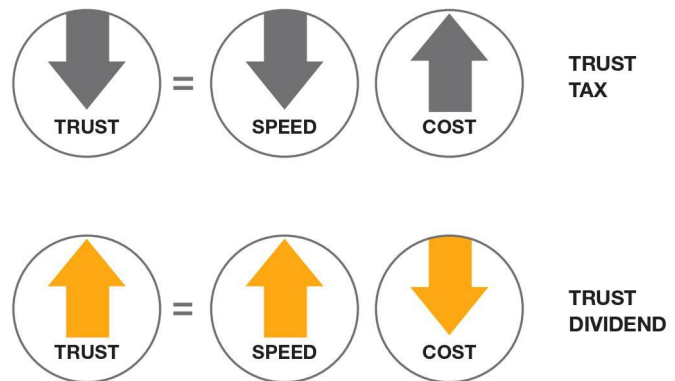 TRUST = SPEED COST
TRUST
TAX
TRUST = SPEED COST
TRUST
DIVIDEND